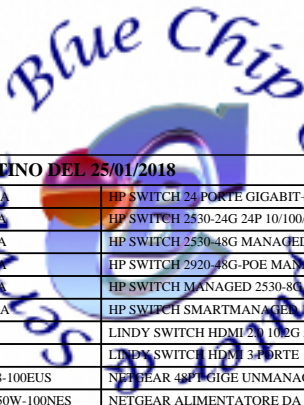 Blue Chip
TINO DEL 25/01/2018
A HP SWITCH 24 PORTE GIGABIT-
A HP SWITCH 2530-24G 24P 10/100/
A HP SWITCH 2530-48G MANAGED
A HP SWITCH 2920-48G-POE MAN
A HP SWITCH MANAGED 2530-8G
A HP SWITCH SMARTMANAGED
LINDY SWITCH HDMI 2.0 10,2G
LINDY SWITCH HDMI 3 PORTE
-100EUS NETGEAR 48PT GIGE UNMANAG
50W-100NES NETGEAR ALIMENTATORE DA